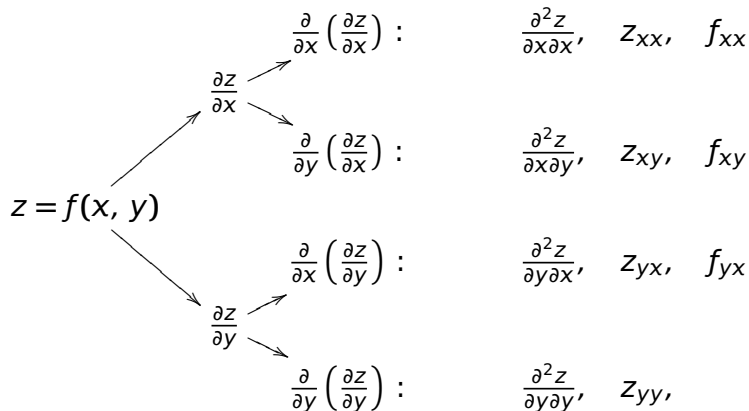 ∂/∂x (∂z/∂x) : ∂²z/∂x∂x, z_xx, f_xx
∂z/∂x
∂/∂y (∂z/∂x) : ∂²z/∂x∂y, z_xy, f_xy
z = f(x, y)
∂/∂x (∂z/∂y) : ∂²z/∂y∂x, z_yx, f_yx
∂z/∂y
∂/∂y (∂z/∂y) : ∂²z/∂y∂y, z_yy,